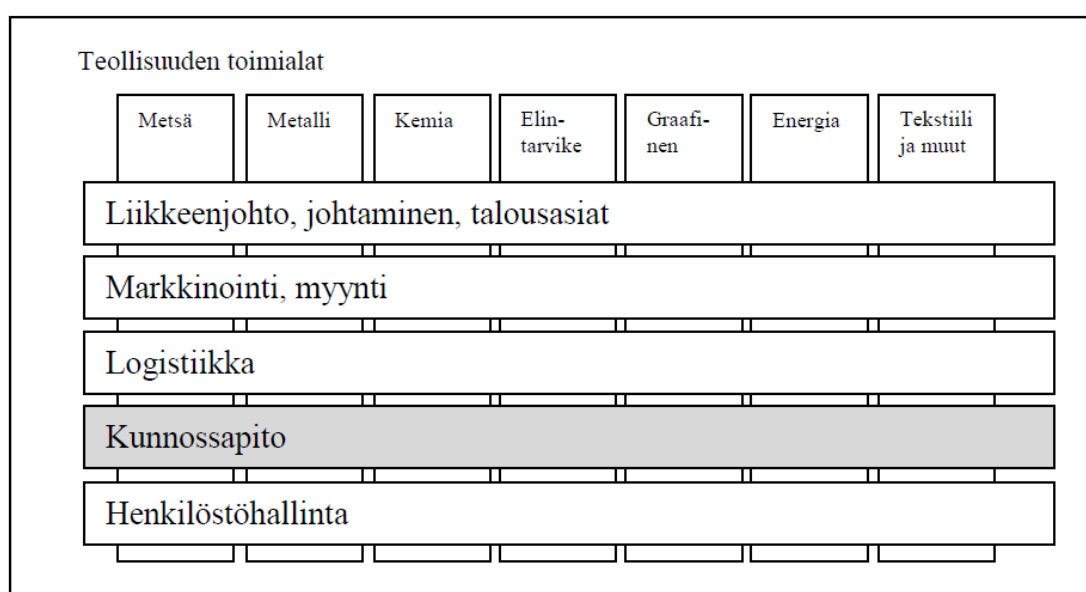 Teollisuuden toimialat
Metsä
Metalli
Kemia
Elin-
tarvike
Graafi-
nen
Energia
Tekstiili
ja muut
Liikkeenjohto, johtaminen, talousasiat
Markkinointi, myynti
Logistiikka
Kunnossapito
Henkilöstöhallinta